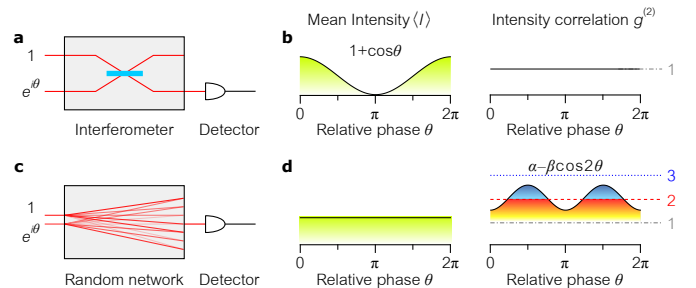 Mean Intensity ⟨I⟩
Intensity correlation g⁽²⁾
a
1
e^{iθ}
Interferometer
Detector
b
1+cosθ
0
π
2π
Relative phase θ
1
0
π
2π
Relative phase θ
c
1
e^{iθ}
Random network
Detector
d
0
π
2π
Relative phase θ
α−βcos2θ
3
2
1
0
π
2π
Relative phase θ